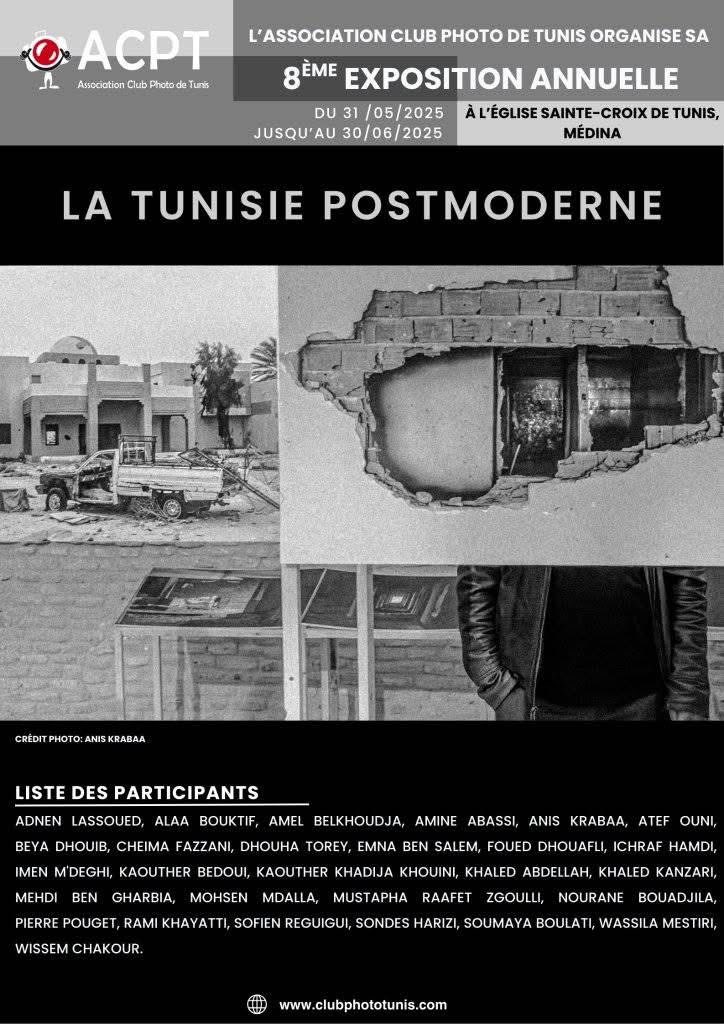 ACPT
Association Club Photo de Tunis
L'ASSOCIATION CLUB PHOTO DE TUNIS ORGANISE SA
8ÈME EXPOSITION ANNUELLE
DU 31 /05/2025
JUSQU'AU 30/06/2025
À L'ÉGLISE SAINTE-CROIX DE TUNIS,
MÉDINA
LA TUNISIE POSTMODERNE
CRÉDIT PHOTO: ANIS KRABAA
LISTE DES PARTICIPANTS
ADNEN LASSOUED, ALAA BOUKTIF, AMEL BELKHOUDJA, AMINE ABASSI, ANIS KRABAA, ATEF OUNI,
BEYA DHOUIB, CHEIMA FAZZANI, DHOUHA TOREY, EMNA BEN SALEM, FOUED DHOUAFLI, ICHRAF HAMDI,
IMEN M'DEGHI, KAOUTHER BEDOUI, KAOUTHER KHADIJA KHOUINI, KHALED ABDELLAH, KHALED KANZARI,
MEHDI BEN GHARBIA, MOHSEN MDALLA, MUSTAPHA RAAFET ZGOULLI, NOURANE BOUADJILA,
PIERRE POUGET, RAMI KHAYATTI, SOFIEN REGUIGUI, SONDES HARIZI, SOUMAYA BOULATI, WASSILA MESTIRI,
WISSEM CHAKOUR.
www.clubphototunis.com